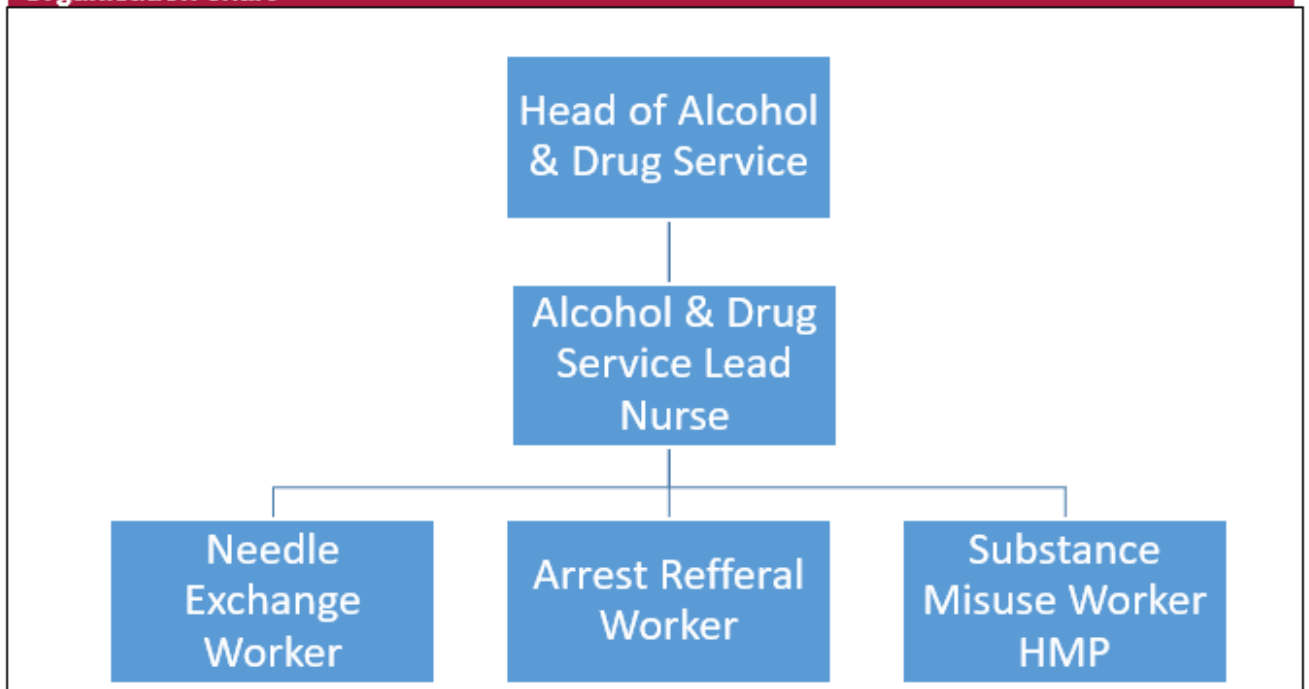 Head of Alcohol
& Drug Service
Alcohol & Drug
Service Lead
Nurse
Needle
Exchange
Worker
Arrest Refferal
Worker
Substance
Misuse Worker
HMP